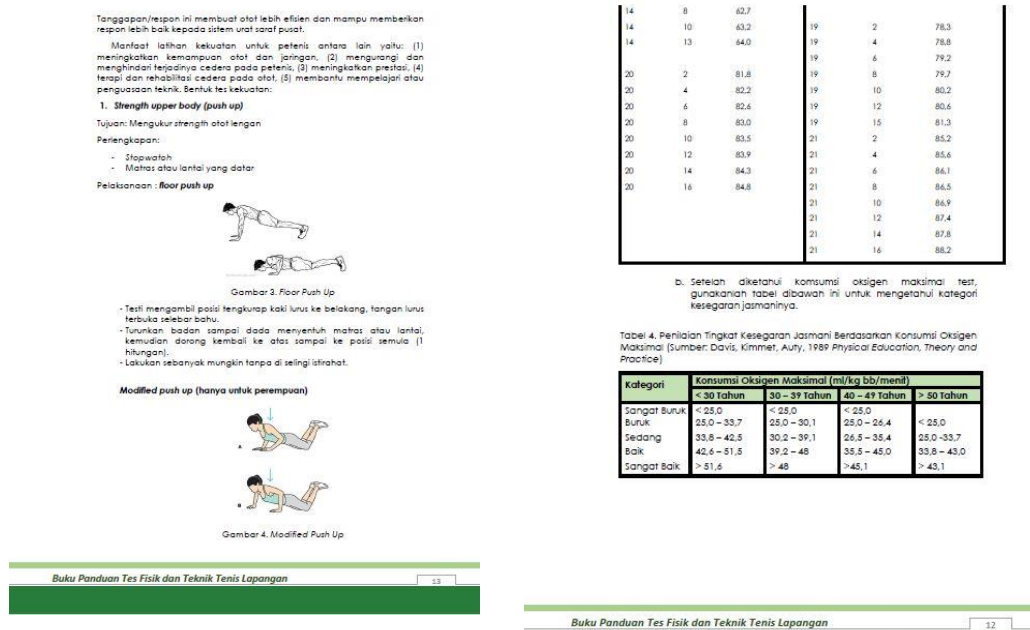 Tanggapan/respon ini membuat otot lebih efisien dan mampu memberikan
respon lebih baik kepada sistem urat saraf pusat.
Manfaat latihan kekuatan untuk petenis antara lain yaitu: (1)
meningkatkan kemampuan otot dan jaringan, (2) mengurangi dan
menghindari terjadinya cedera pada petenis, (3) meningkatkan prestasi, (4)
terapi dan rehabilitasi cedera pada otot, (5) membantu mempelajari atau
penguasaan teknik. Bentuk tes kekuatan:
1. Strength upper body (push up)
Tujuan: Mengukur strength otot lengan
Perlengkapan:
- Stopwatch
- Matras atau lantai yang datar
Pelaksanaan : floor push up
Gambar 3. Floor Push Up
- Testi mengambil posisi tengkurap kaki lurus ke belakang, tangan lurus
terbuka selebar bahu.
- Turunkan badan sampai dada menyentuh matras atau lantai,
kemudian dorong kembali ke atas sampai ke posisi semula (1
hitungan).
- Lakukan sebanyak mungkin tanpa di selingi istirahat.
Modified push up (hanya untuk perempuan)
A
B
Gambar 4. Modified Push Up
Buku Panduan Tes Fisik dan Teknik Tenis Lapangan
13
14 8 62,7
14 10 63,2 19 2 78,3
14 13 64,0 19 4 78,8
19 6 79,2
20 2 81,8 19 8 79,7
20 4 82,2 19 10 80,2
20 6 82,6 19 12 80,6
20 8 83,0 19 15 81,3
20 10 83,5 21 2 85,2
20 12 83,9 21 4 85,6
20 14 84,3 21 6 86,1
20 16 84,8 21 8 86,5
21 10 86,9
21 12 87,4
21 14 87,8
21 16 88,2
b. Setelah diketahui komsumsi oksigen maksimal test,
gunakanlah tabel dibawah ini untuk mengetahui kategori
kesegaran jasmaninya.
Tabel 4. Penilaian Tingkat Kesegaran Jasmani Berdasarkan Konsumsi Oksigen
Maksimal (Sumber: Davis, Kimmet, Auty, 1989 Physical Education, Theory and
Practice)
Kategori Konsumsi Oksigen Maksimal (ml/kg bb/menit)
< 30 Tahun 30 – 39 Tahun 40 – 49 Tahun > 50 Tahun
Sangat Buruk < 25,0 < 25,0 < 25,0
Buruk 25,0 – 33,7 25,0 – 30,1 25,0 – 26,4 < 25,0
Sedang 33,8 – 42,5 30,2 – 39,1 26,5 – 35,4 25,0 -33,7
Baik 42,6 – 51,5 39,2 – 48 35,5 – 45,0 33,8 – 43,0
Sangat Baik > 51,6 > 48 >45,1 > 43,1
Buku Panduan Tes Fisik dan Teknik Tenis Lapangan
12